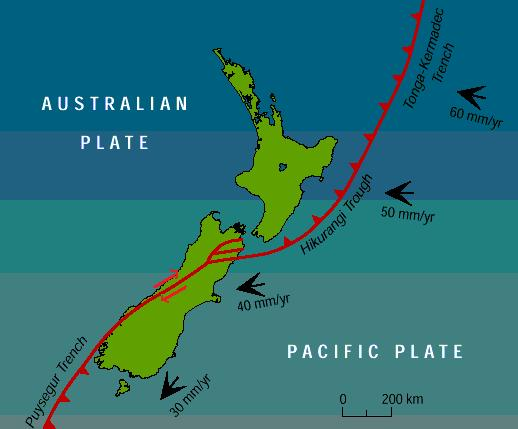 Tonga-Kermadec
Trench
AUSTRALIAN
PLATE
60 mm/yr
50 mm/yr
Hikurangi Trough
40 mm/yr
PACIFIC PLATE
Puysegur Trench
30 mm/yr
0 200 km